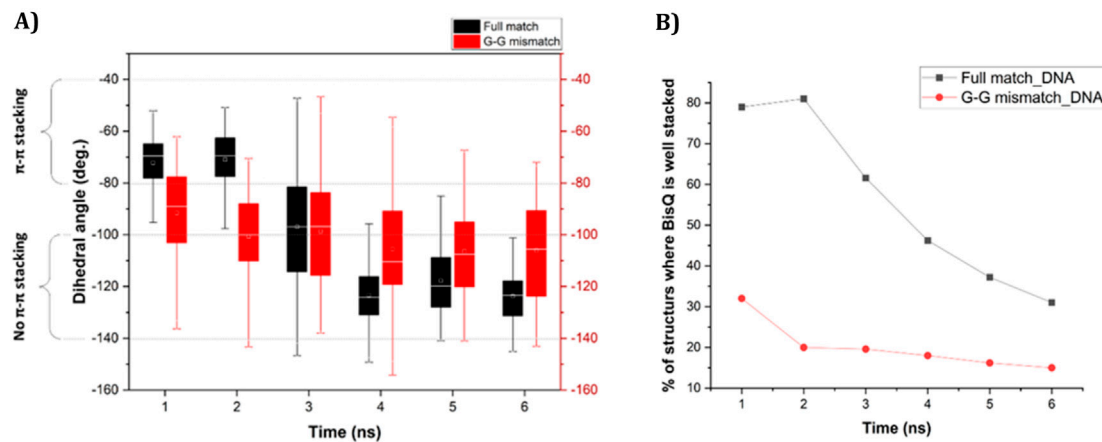 A)
Full match
G-G mismatch
π-π stacking
No π-π stacking
Dihedral angle (deg.)
-40
-60
-80
-100
-120
-140
-160
-40
-60
-80
-100
-120
-140
-160
1 2 3 4 5 6
Time (ns)
B)
Full match_DNA
G-G mismatch_DNA
% of structurs where BisQ is well stacked
80
70
60
50
40
30
20
10
1 2 3 4 5 6
Time (ns)